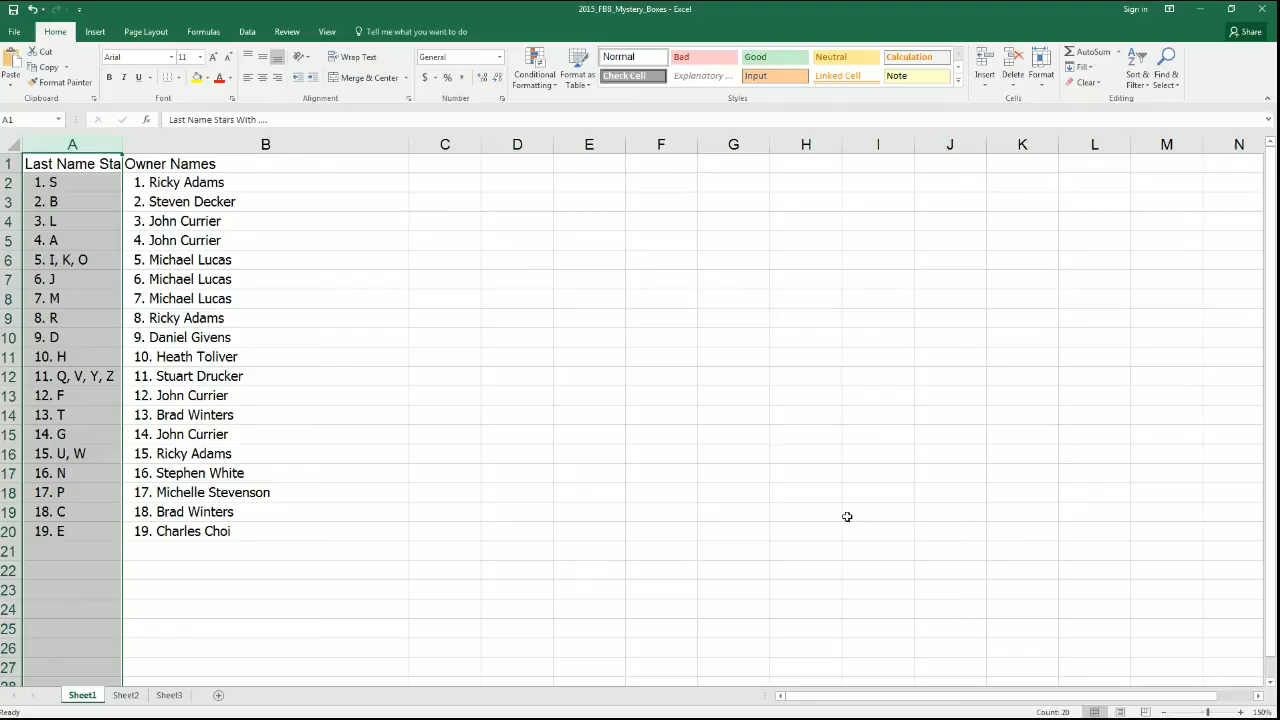 2015_FBB_Mystery_Boxes - Excel
Sign in
File Home Insert Page Layout Formulas Data Review View Tell me what you want to do Share
Cut
Copy
Format Painter
Paste
Clipboard
Arial 11
B I U
Font
Wrap Text
Merge & Center
Alignment
General
$ % ,
Number
Conditional Formatting
Format as Table
Normal Bad Good Neutral Calculation
Check Cell Explanatory ... Input Linked Cell Note
Styles
Insert Delete Format
Cells
AutoSum
Fill
Clear
Sort & Filter
Find & Select
Editing
A1 fx Last Name Stars With ....
A B C D E F G H I J K L M N
1 Last Name Sta Owner Names
2 1. S 1. Ricky Adams
3 2. B 2. Steven Decker
4 3. L 3. John Currier
5 4. A 4. John Currier
6 5. I, K, O 5. Michael Lucas
7 6. J 6. Michael Lucas
8 7. M 7. Michael Lucas
9 8. R 8. Ricky Adams
10 9. D 9. Daniel Givens
11 10. H 10. Heath Toliver
12 11. Q, V, Y, Z 11. Stuart Drucker
13 12. F 12. John Currier
14 13. T 13. Brad Winters
15 14. G 14. John Currier
16 15. U, W 15. Ricky Adams
17 16. N 16. Stephen White
18 17. P 17. Michelle Stevenson
19 18. C 18. Brad Winters
20 19. E 19. Charles Choi
21
22
23
24
25
26
27
28
Sheet1 Sheet2 Sheet3
Ready Count: 20 150%